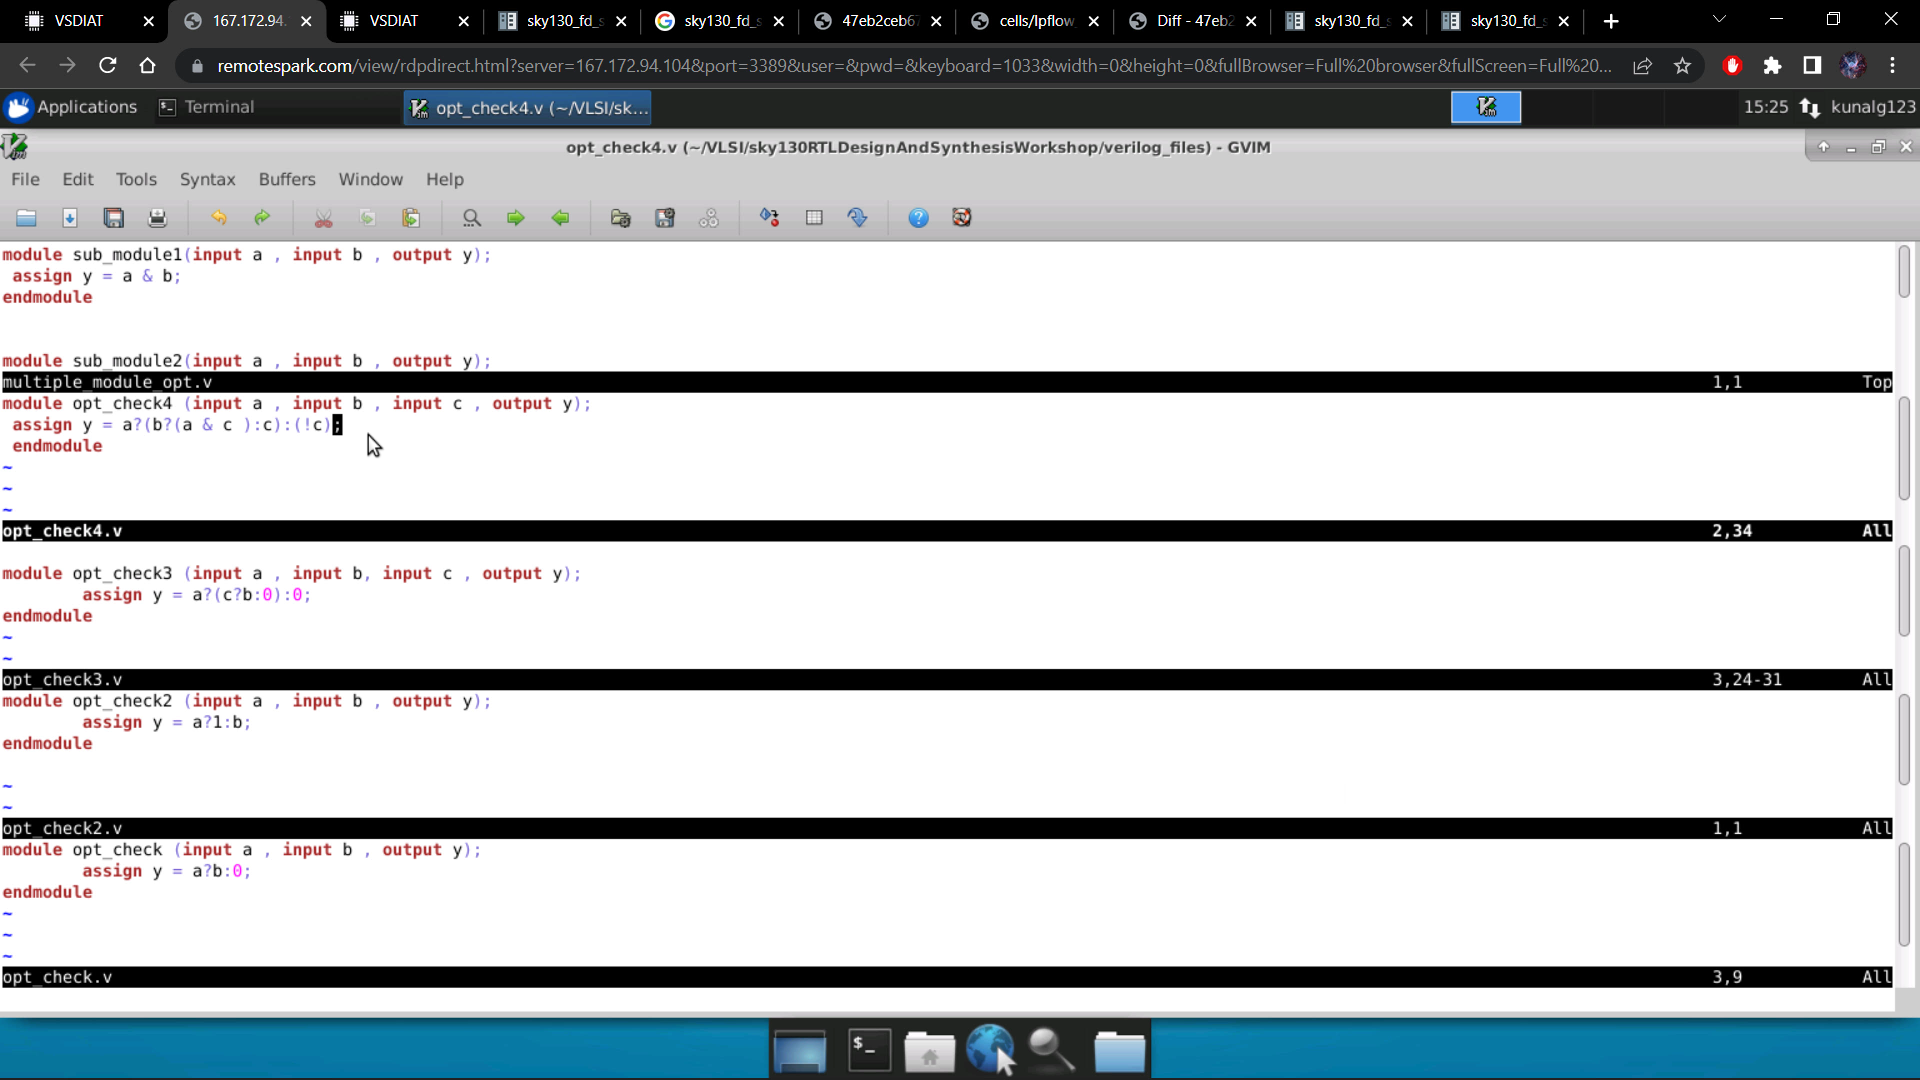 VSDIAT
167.172.94.
VSDIAT
sky130_fd_s
sky130_fd_s
47eb2ceb67
cells/lpflow
Diff - 47eb2
sky130_fd_s
sky130_fd_s
remotespark.com/view/rdpdirect.html?server=167.172.94.104&port=3389&user=&pwd=&keyboard=1033&width=0&height=0&fullBrowser=Full%20browser&fullScreen=Full%20...
Applications
Terminal
opt_check4.v (~/VLSI/sk...
15:25
kunalg123
opt_check4.v (~/VLSI/sky130RTLDesignAndSynthesisWorkshop/verilog_files) - GVIM
File Edit Tools Syntax Buffers Window Help
module sub_module1(input a , input b , output y);
assign y = a & b;
endmodule
module sub_module2(input a , input b , output y);
multiple_module_opt.v 1,1 Top
module opt_check4 (input a , input b , input c , output y);
assign y = a?(b?(a & c ):c):(!c);
endmodule
~
~
~
opt_check4.v 2,34 All
module opt_check3 (input a , input b, input c , output y);
assign y = a?(c?b:0):0;
endmodule
~
~
opt_check3.v 3,24-31 All
module opt_check2 (input a , input b , output y);
assign y = a?1:b;
endmodule
~
~
opt_check2.v 1,1 All
module opt_check (input a , input b , output y);
assign y = a?b:0;
endmodule
~
~
~
opt_check.v 3,9 All
$_